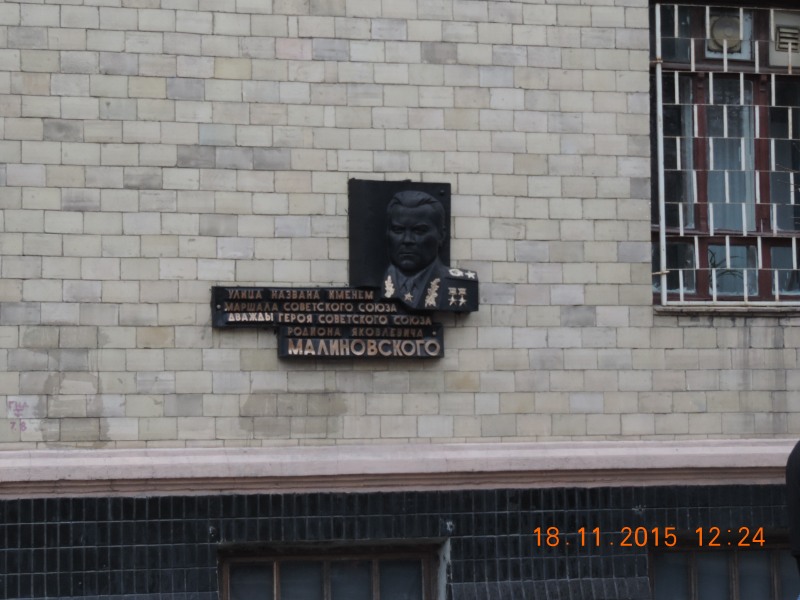 УЛИЦА НАЗВАНА ИМЕНЕМ
МАРШАЛА СОВЕТСКОГО СОЮЗА
ДВАЖДЫ ГЕРОЯ СОВЕТСКОГО СОЮЗА
РОДИОНА ЯКОВЛЕВИЧА
МАЛИНОВСКОГО
18.11.2015 12:24